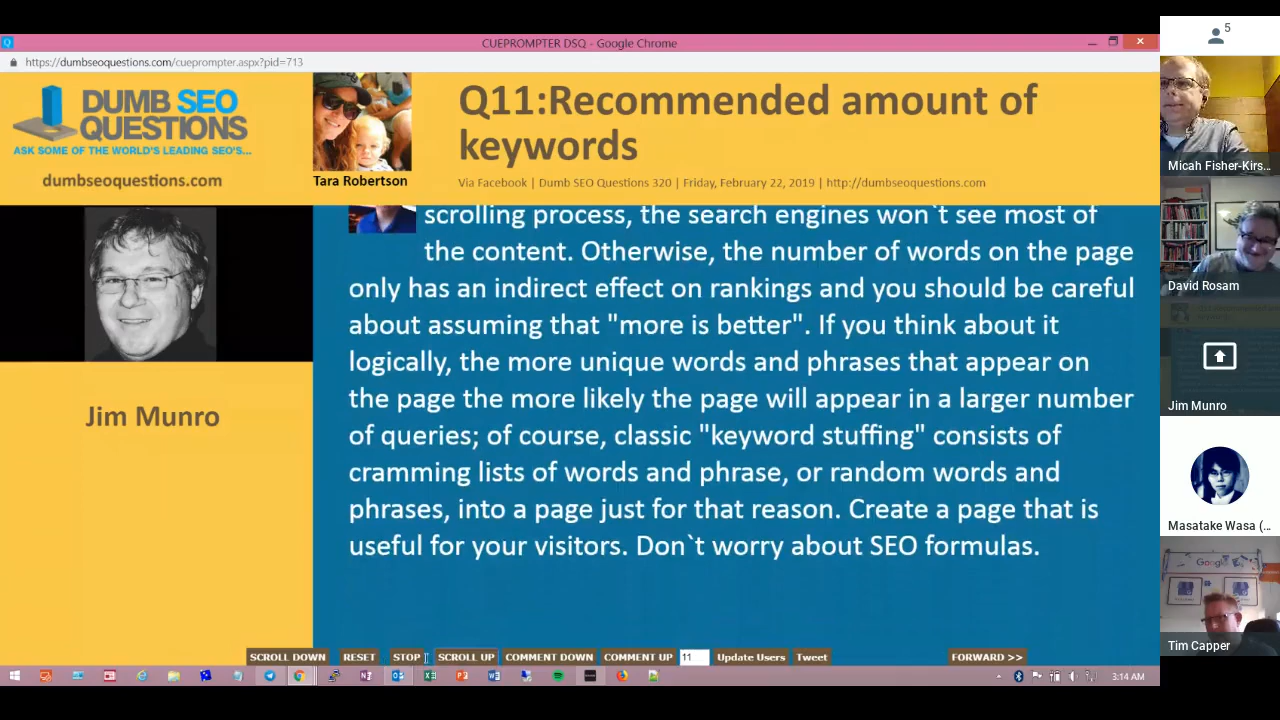 CUEPROMPTER DSQ - Google Chrome
https://dumbseoquestions.com/cueprompter.aspx?pid=713
DUMB SEO
QUESTIONS
ASK SOME OF THE WORLD'S LEADING SEO'S...
dumbseoquestions.com
Tara Robertson
Q11:Recommended amount of
keywords
Via Facebook | Dumb SEO Questions 320 | Friday, February 22, 2019 | http://dumbseoquestions.com
Jim Munro
scrolling process, the search engines won`t see most of
the content. Otherwise, the number of words on the page
only has an indirect effect on rankings and you should be careful
about assuming that "more is better". If you think about it
logically, the more unique words and phrases that appear on
the page the more likely the page will appear in a larger number
of queries; of course, classic "keyword stuffing" consists of
cramming lists of words and phrase, or random words and
phrases, into a page just for that reason. Create a page that is
useful for your visitors. Don`t worry about SEO formulas.
SCROLL DOWN RESET STOP SCROLL UP COMMENT DOWN COMMENT UP 11 Update Users Tweet FORWARD >>
3:14 AM
5
Micah Fisher-Kirs...
David Rosam
Jim Munro
Masatake Wasa (...
Google
Tim Capper